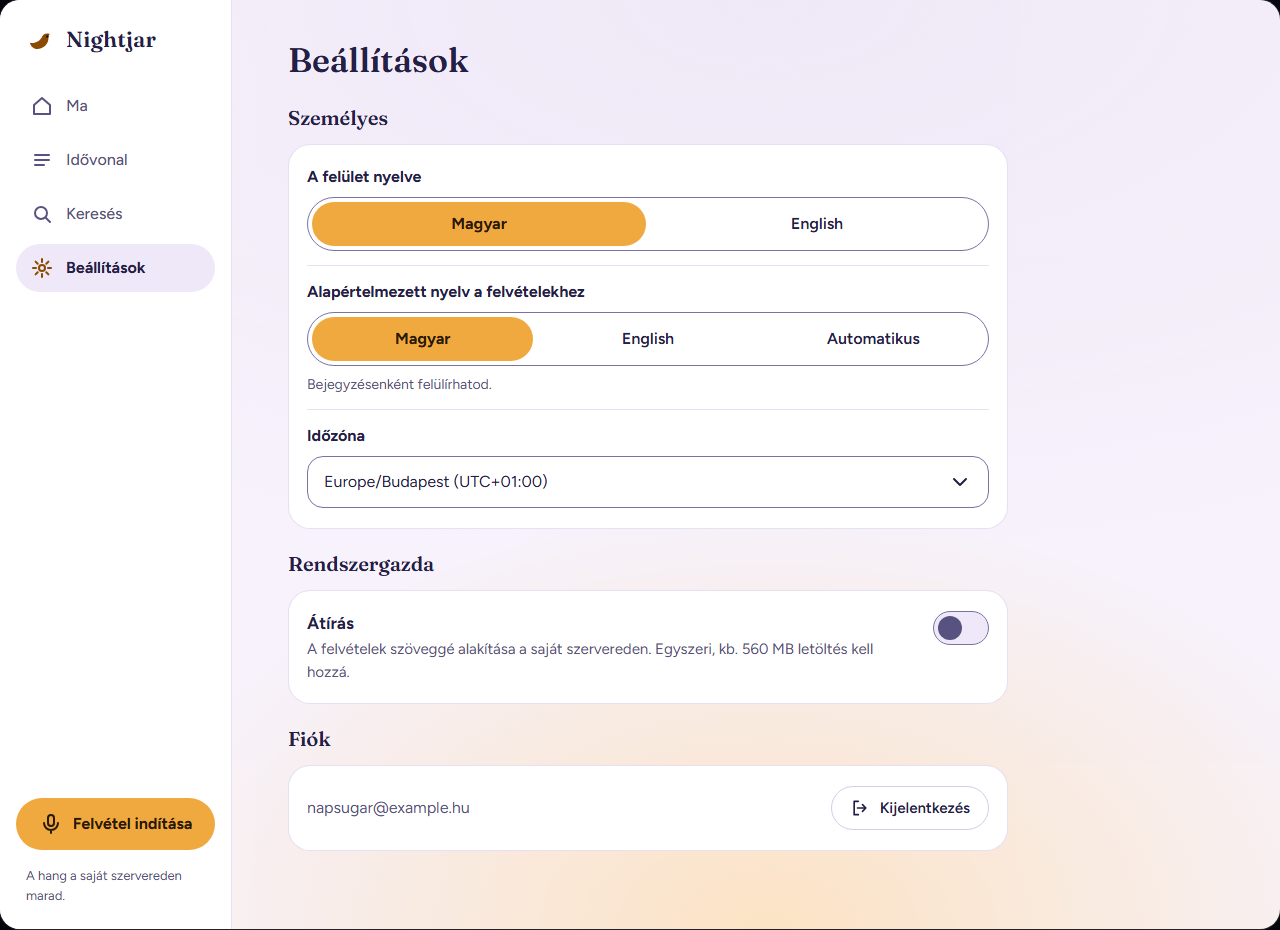 Nightjar
Ma
Idővonal
Keresés
Beállítások
Felvétel indítása
A hang a saját szervereden
marad.
Beállítások
Személyes
A felület nyelve
Magyar
English
Alapértelmezett nyelv a felvételekhez
Magyar
English
Automatikus
Bejegyzésenként felülírhatod.
Időzóna
Europe/Budapest (UTC+01:00)
Rendszergazda
Átírás
A felvételek szöveggé alakítása a saját szervereden. Egyszeri, kb. 560 MB letöltés kell
hozzá.
Fiók
napsugar@example.hu
Kijelentkezés